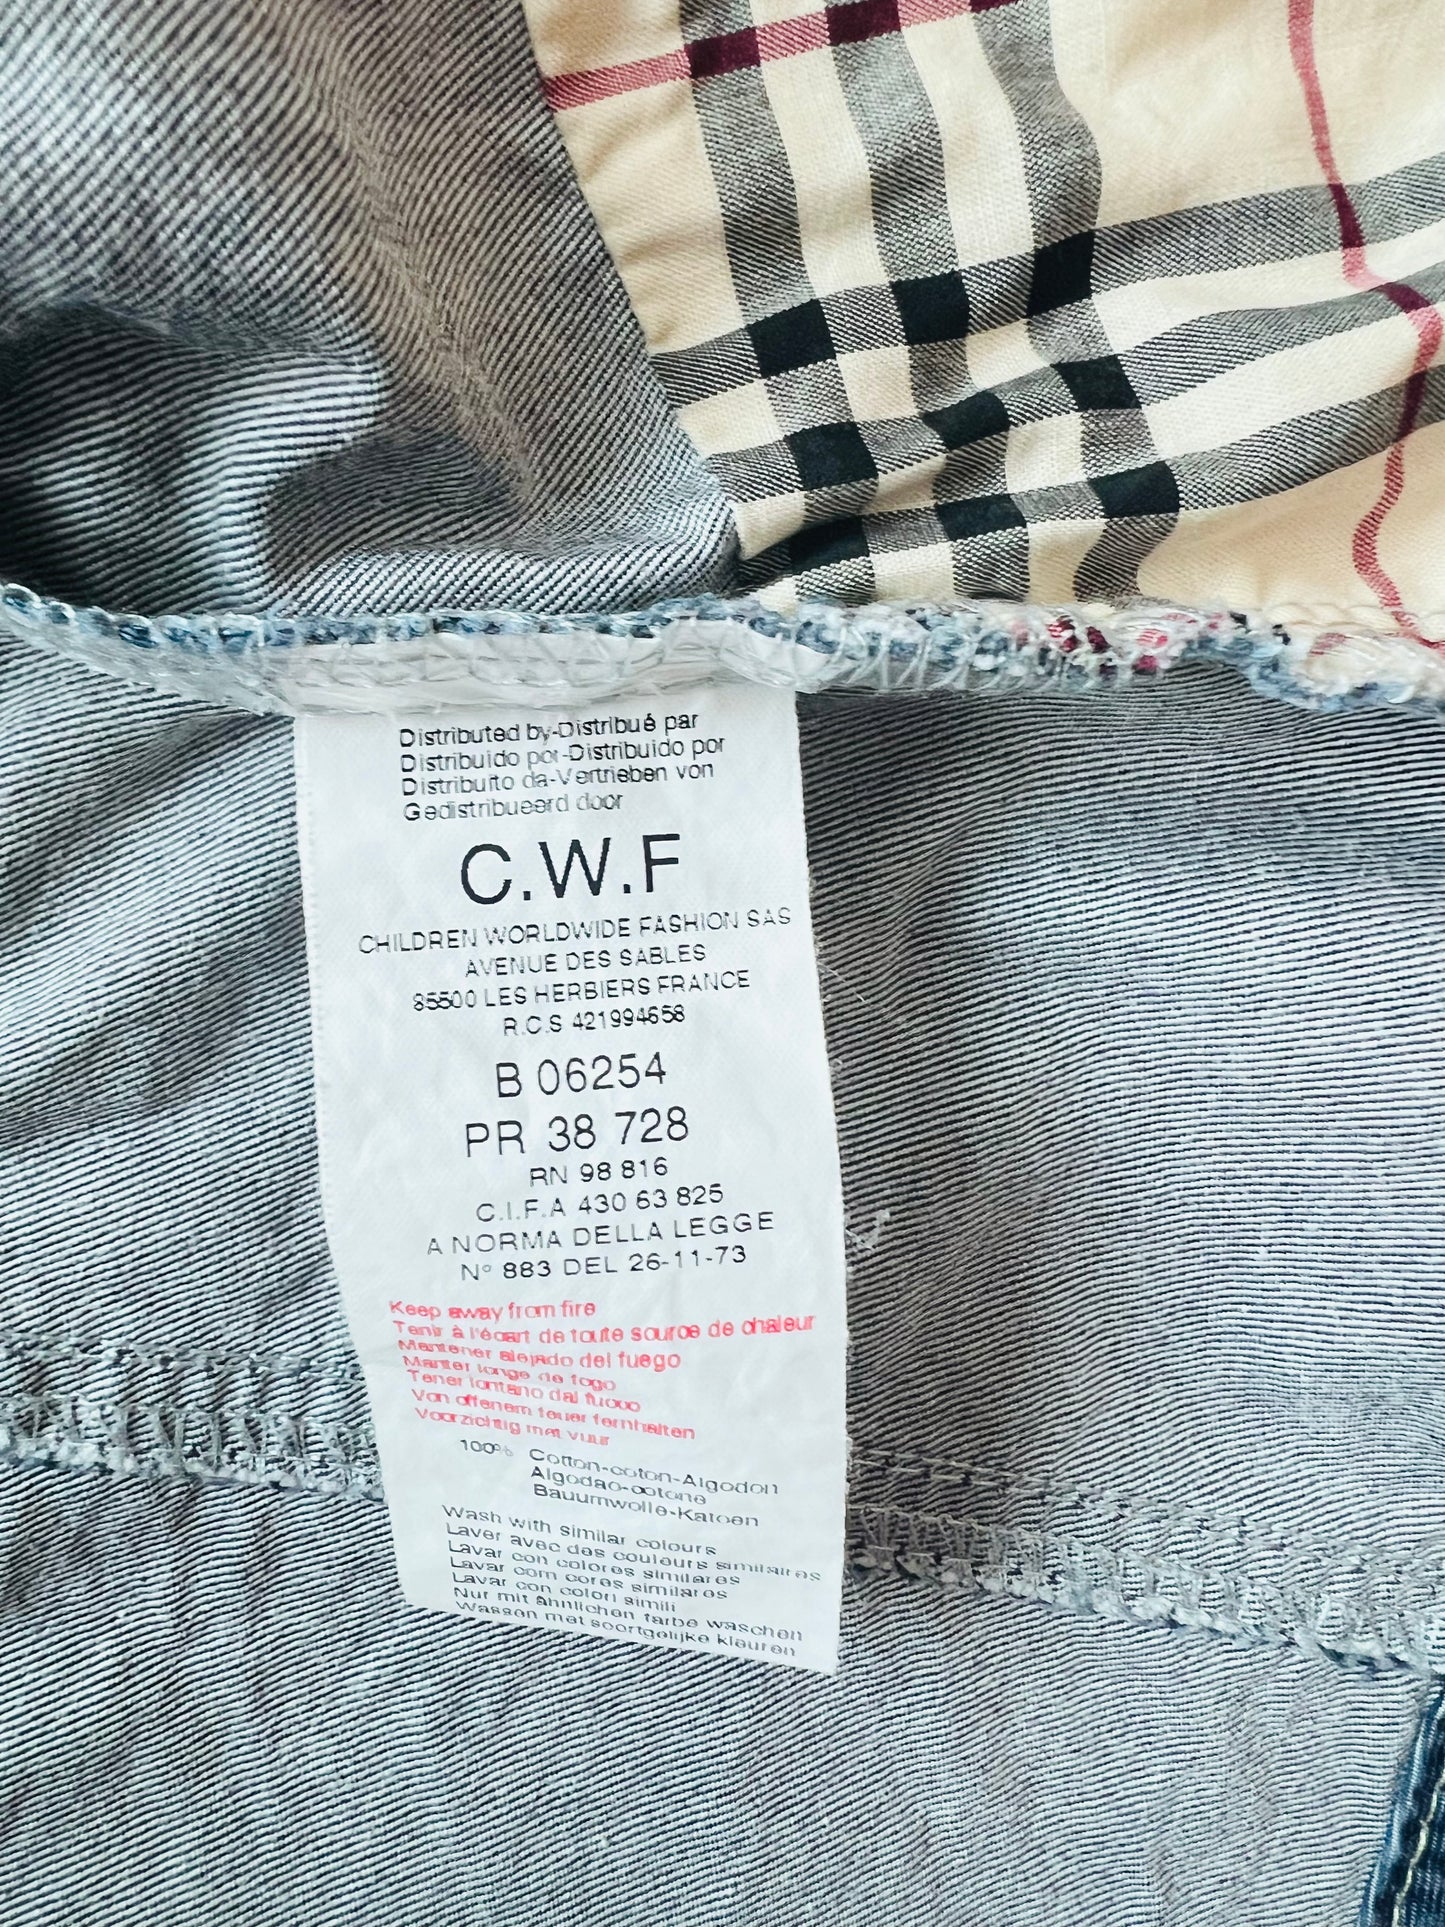 Distributed by-Distribué par
Distribuido por-Distribuido por
Distribuito da-Vertrieben von
Gedistribueerd door
C.W.F
CHILDREN WORLDWIDE FASHION SAS
AVENUE DES SABLES
85500 LES HERBIERS FRANCE
R.C.S 421994658
B 06254
PR 38 728
RN 98 816
C.I.F.A 430 63 825
A NORMA DELLA LEGGE
Nº 883 DEL 26-11-73
Keep away from fire
Tenir à l'écart de toute source de chaleur
Mantener alejado del fuego
Manter longe de fogo
Tener lontano dal fuoco
Von offenem feuer fernhalten
Voorzichtig met vuur
100% Cotton-coton-Algodon
Algodao-cotone
Bauumwolle-Katoen
Wash with similar colours
Laver avec des couleurs similaires
Lavar con colores similares
Lavar com cores similares
Lavar con colori simili
Nur mit ähnlichen farbe waschen
Wassen met soortgelijke kleuren